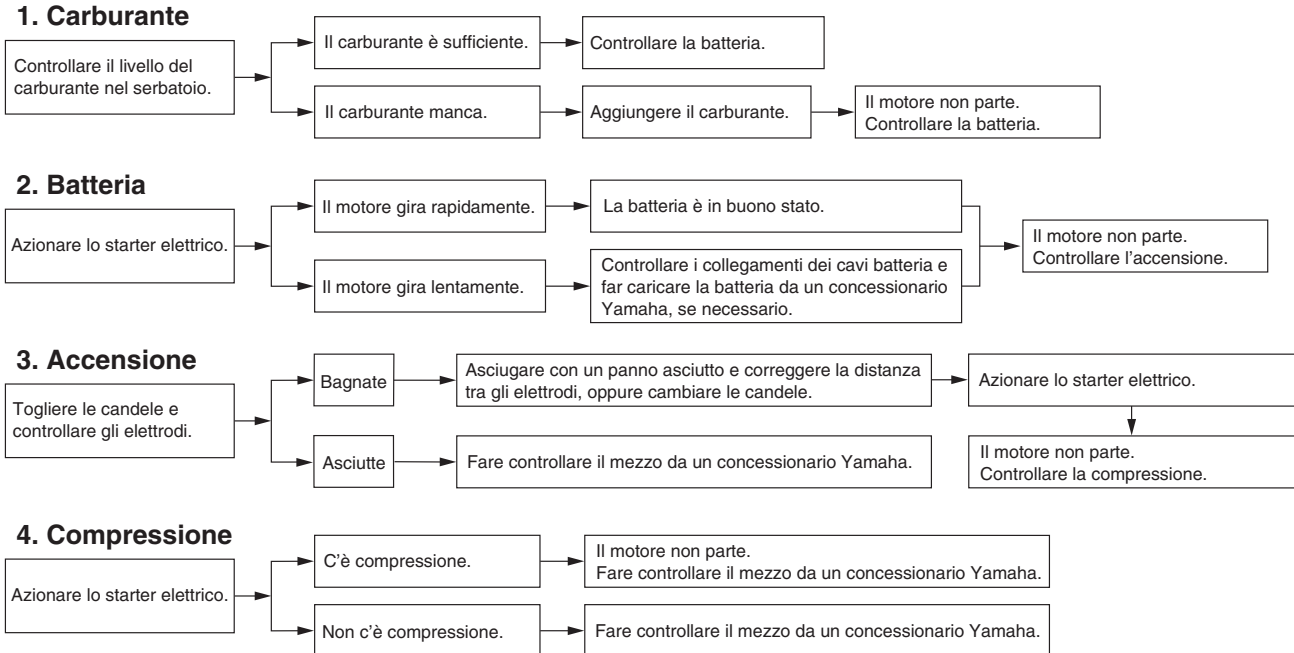 1. Carburante
Controllare il livello del
carburante nel serbatoio.
Il carburante è sufficiente.
Controllare la batteria.
Il carburante manca.
Aggiungere il carburante.
Il motore non parte.
Controllare la batteria.
2. Batteria
Azionare lo starter elettrico.
Il motore gira rapidamente.
La batteria è in buono stato.
Il motore gira lentamente.
Controllare i collegamenti dei cavi batteria e
far caricare la batteria da un concessionario
Yamaha, se necessario.
Il motore non parte.
Controllare l’accensione.
3. Accensione
Togliere le candele e
controllare gli elettrodi.
Bagnate
Asciugare con un panno asciutto e correggere la distanza
tra gli elettrodi, oppure cambiare le candele.
Azionare lo starter elettrico.
Il motore non parte.
Controllare la compressione.
Asciutte
Fare controllare il mezzo da un concessionario Yamaha.
4. Compressione
Azionare lo starter elettrico.
C’è compressione.
Il motore non parte.
Fare controllare il mezzo da un concessionario Yamaha.
Non c’è compressione.
Fare controllare il mezzo da un concessionario Yamaha.